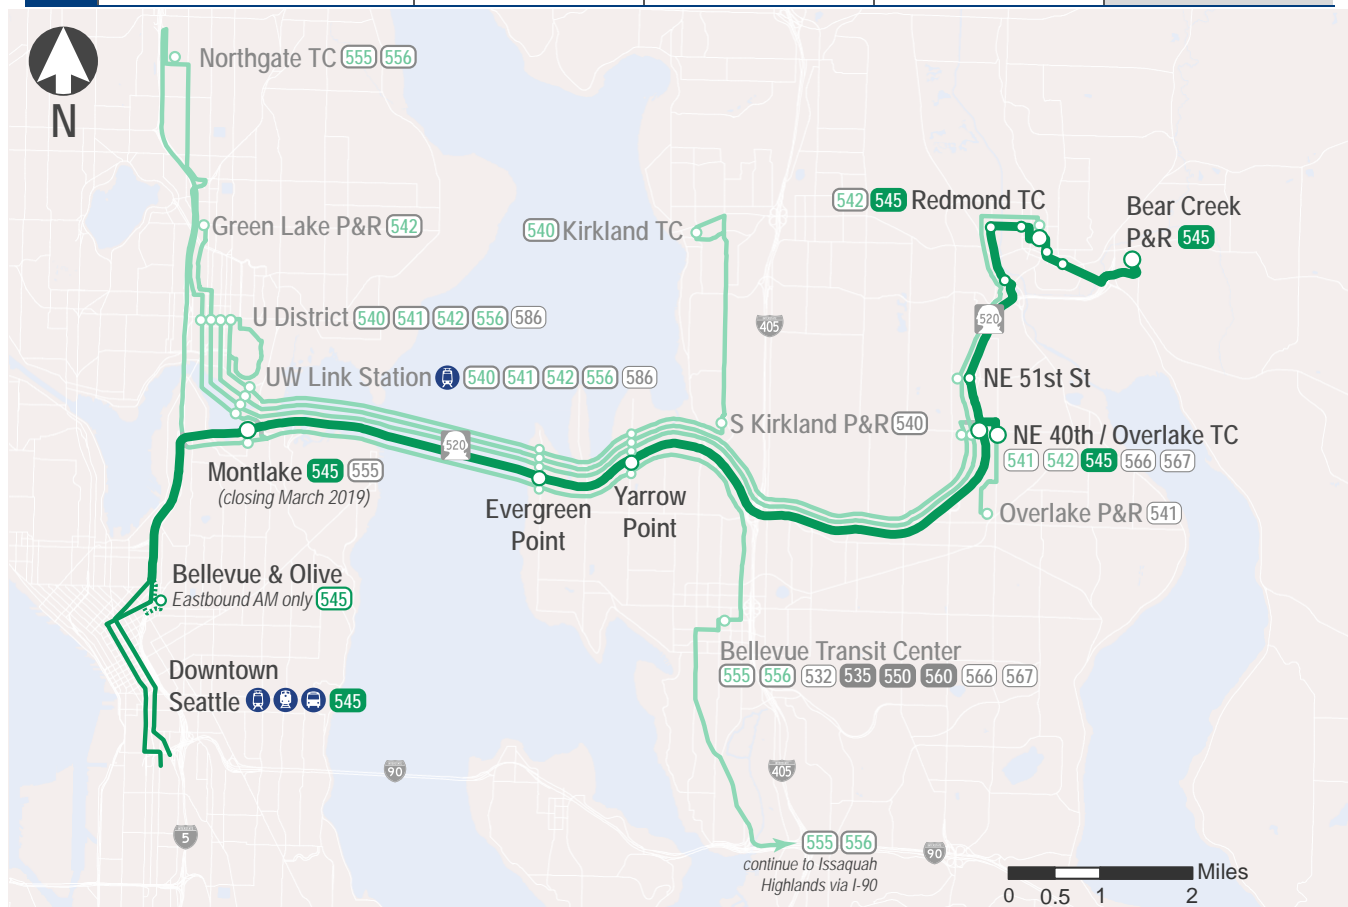 N
Northgate TC 555 556
Green Lake P&R 542
540 Kirkland TC
542 545 Redmond TC
Bear Creek
P&R 545
U District 540 541 542 556 586
405
520
UW Link Station 540 541 542 556 586
NE 51st St
S Kirkland P&R 540
520
NE 40th / Overlake TC
541 542 545 566 567
Montlake 545 555
(closing March 2019)
Evergreen
Point
Yarrow
Point
Overlake P&R 541
Bellevue & Olive
Eastbound AM only 545
Downtown
Seattle 545
Bellevue Transit Center
555 556 532 535 550 560 566 567
90
405
5
555 556
continue to Issaquah
Highlands via I-90
90
Miles
0 0.5 1 2